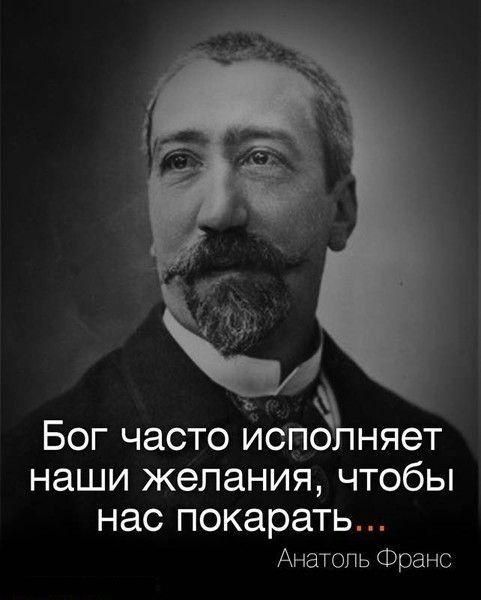 Бог часто исполняет
наши желания, чтобы
нас покарать...
Анатоль Франс